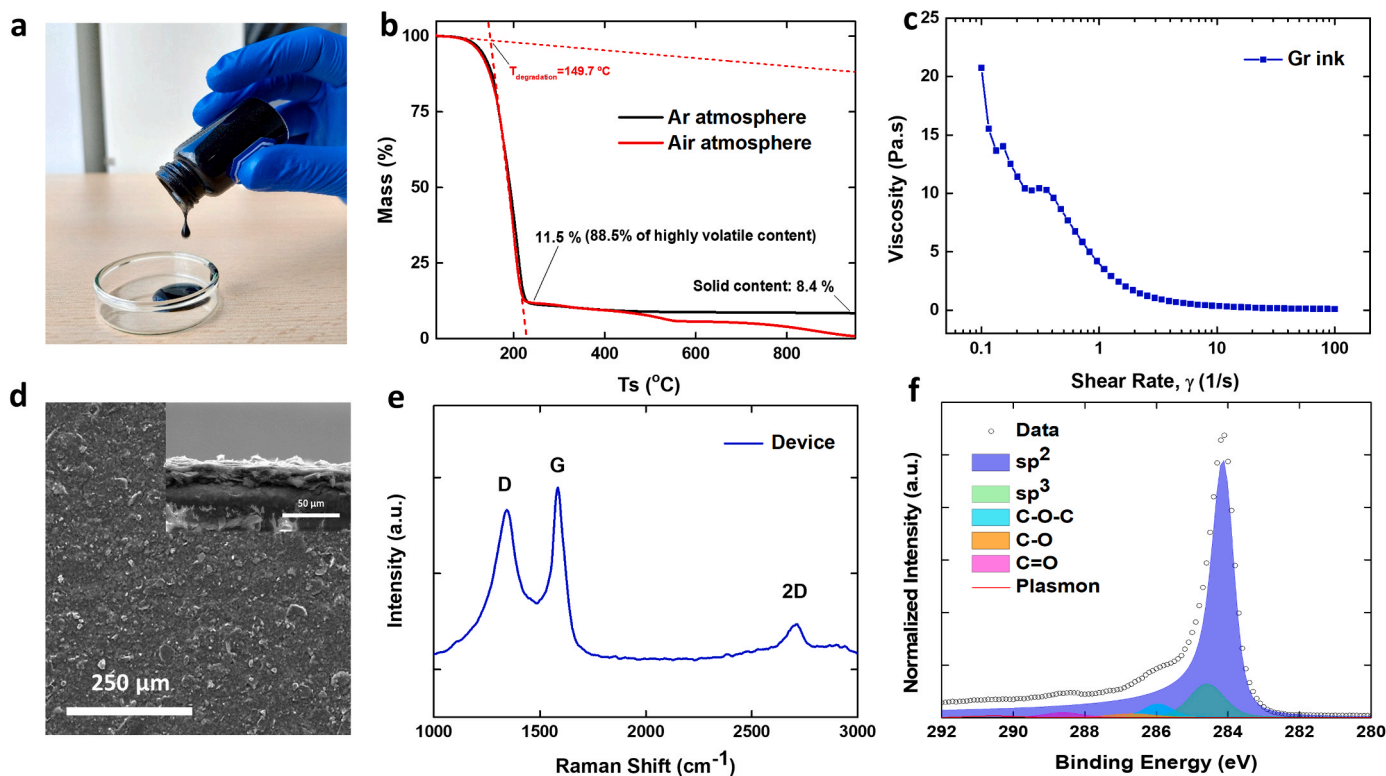 a
b
100
75
50
25
0
Mass (%)
T_degradation=149.7 ºC
Ar atmosphere
Air atmosphere
11.5 % (88.5% of highly volatile content)
Solid content: 8.4 %
200 400 600 800
Ts (°C)
c
25
20
15
10
5
0
Viscosity (Pa.s)
Gr ink
0.1 1 10 100
Shear Rate, γ (1/s)
d
50 µm
250 µm
e
Intensity (a.u.)
Device
D
G
2D
1000 1500 2000 2500 3000
Raman Shift (cm⁻¹)
f
Normalized Intensity (a.u.)
Data
sp²
sp³
C-O-C
C-O
C=O
Plasmon
292 290 288 286 284 282 280
Binding Energy (eV)